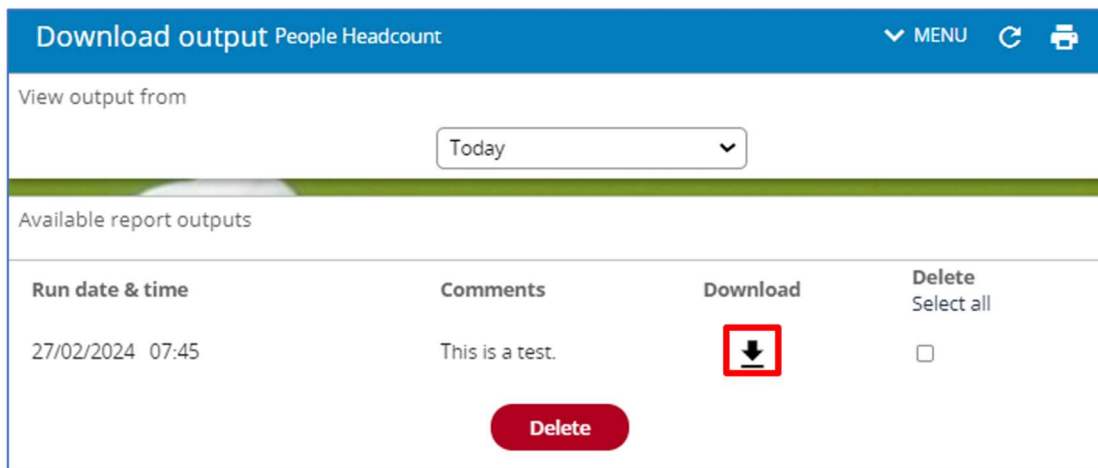 Download output People Headcount MENU
View output from
Today
Available report outputs
Run date & time Comments Download Delete
Select all
27/02/2024 07:45 This is a test.
Delete